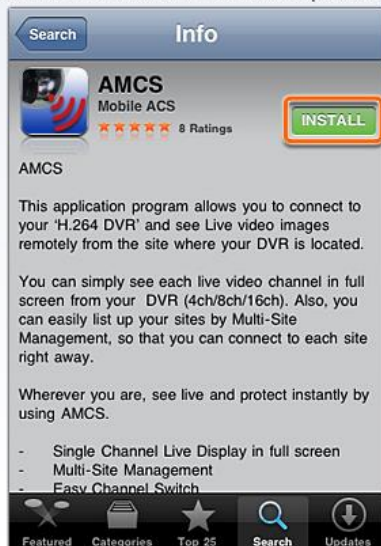 Search
Info
AMCS
Mobile ACS
8 Ratings
INSTALL
AMCS
This application program allows you to connect to
your ‘H.264 DVR’ and see Live video images
remotely from the site where your DVR is located.
You can simply see each live video channel in full
screen from your DVR (4ch/8ch/16ch). Also, you
can easily list up your sites by Multi-Site
Management, so that you can connect to each site
right away.
Wherever you are, see live and protect instantly by
using AMCS.
- Single Channel Live Display in full screen
- Multi-Site Management
- Easy Channel Switch
Featured
Categories
Top 25
Search
Updates